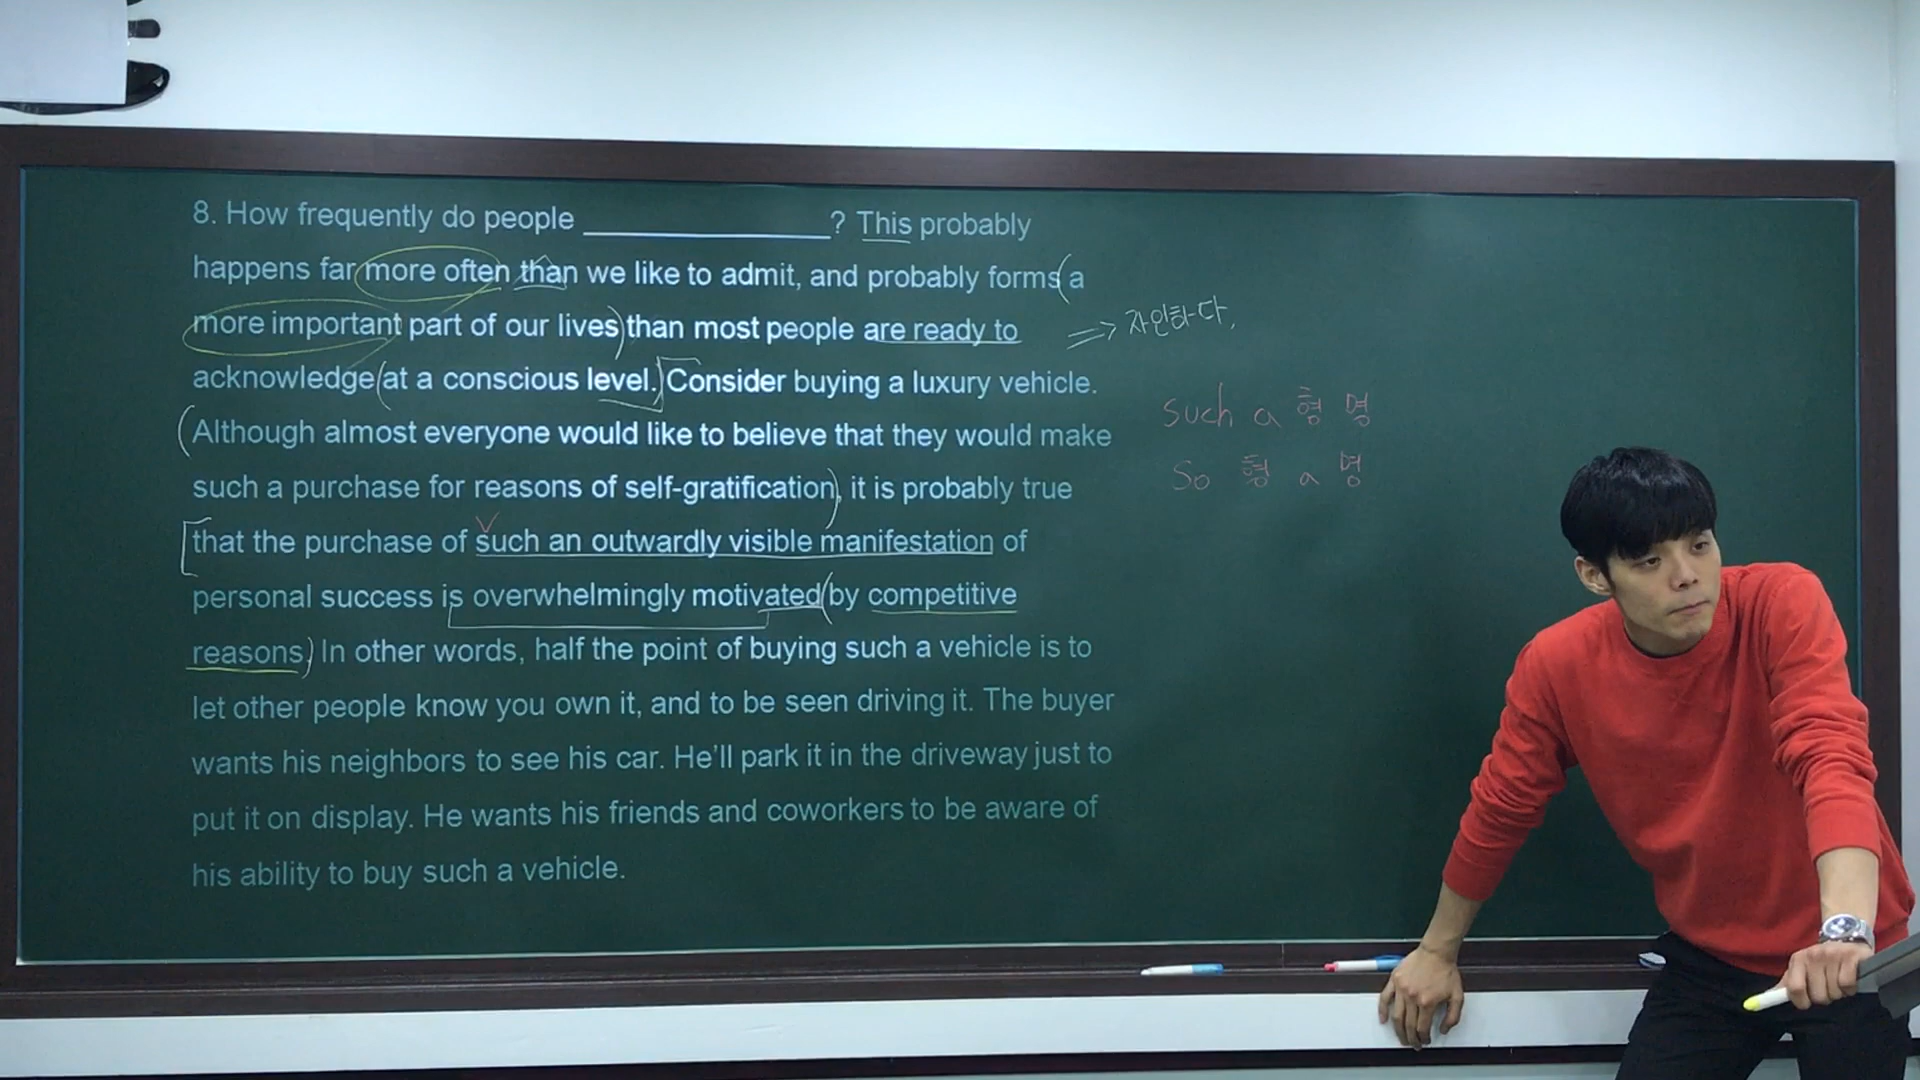 8. How frequently do people ____________? This probably
happens far more often than we like to admit, and probably forms a
more important part of our lives than most people are ready to
acknowledge at a conscious level. Consider buying a luxury vehicle.
Although almost everyone would like to believe that they would make
such a purchase for reasons of self-gratification, it is probably true
that the purchase of such an outwardly visible manifestation of
personal success is overwhelmingly motivated by competitive
reasons. In other words, half the point of buying such a vehicle is to
let other people know you own it, and to be seen driving it. The buyer
wants his neighbors to see his car. He'll park it in the driveway just to
put it on display. He wants his friends and coworkers to be aware of
his ability to buy such a vehicle.
⇒ 자인하다,
such a 형 명
So 형 a 명